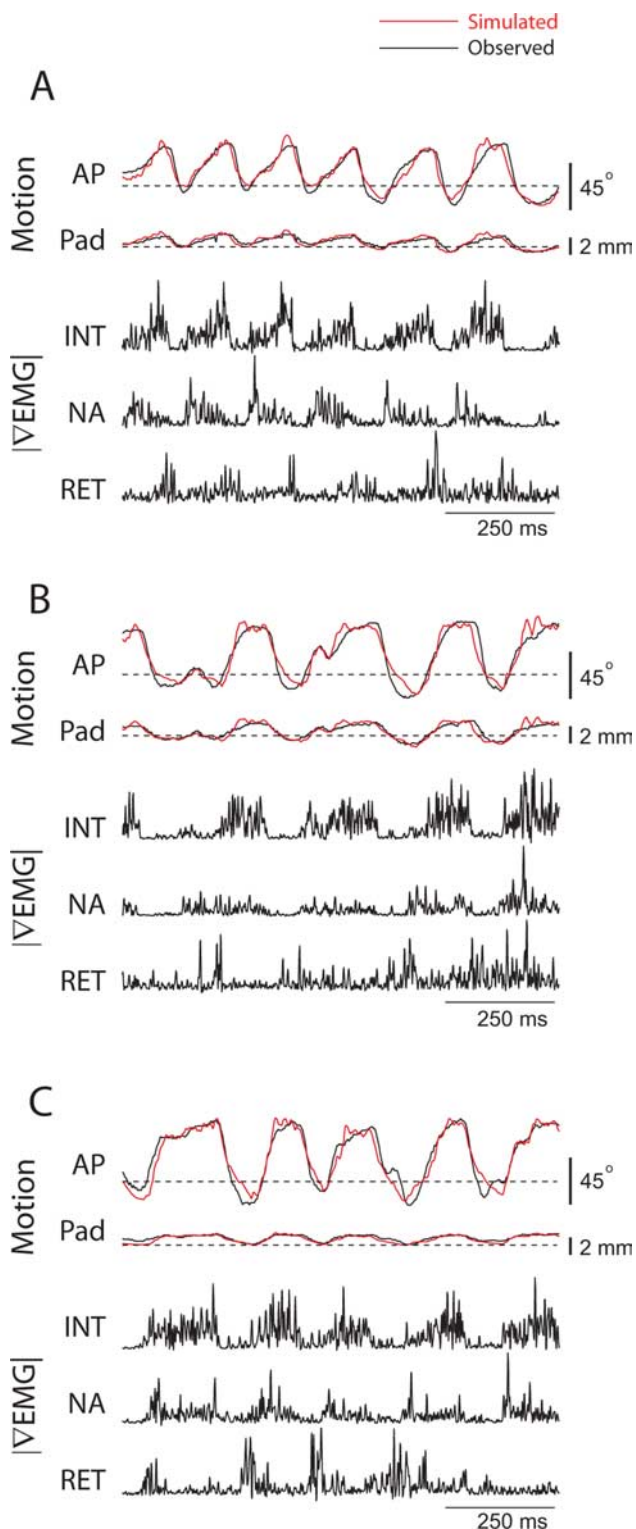 Simulated
Observed
A
Motion
AP
45°
Pad
2 mm
|∇EMG|
INT
NA
RET
250 ms
B
Motion
AP
45°
Pad
2 mm
|∇EMG|
INT
NA
RET
250 ms
C
Motion
AP
45°
Pad
2 mm
|∇EMG|
INT
NA
RET
250 ms